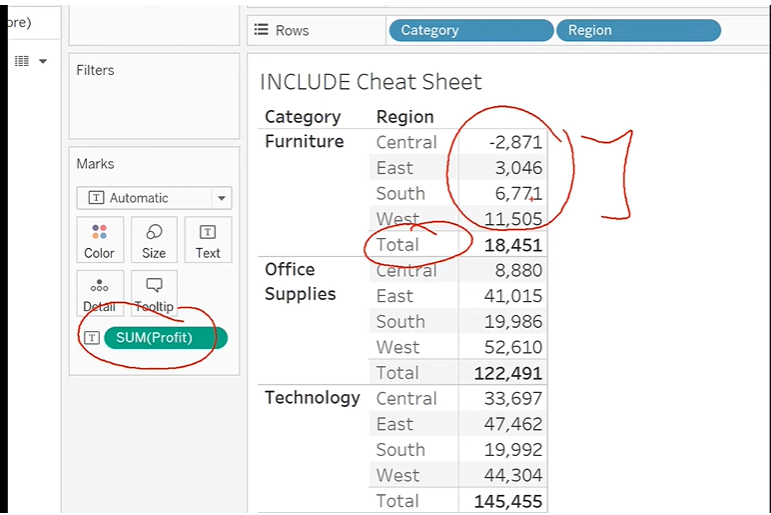 ore)
Rows
Category
Region
Filters
INCLUDE Cheat Sheet
Category Region
Furniture Central -2,871
East 3,046
Marks
South 6,771
Automatic
West 11,505
Total 18,451
Color Size Text
Office Supplies Central 8,880
East 41,015
Detail Tooltip
South 19,986
T SUM(Profit)
West 52,610
Total 122,491
Technology Central 33,697
East 47,462
South 19,992
West 44,304
Total 145,455